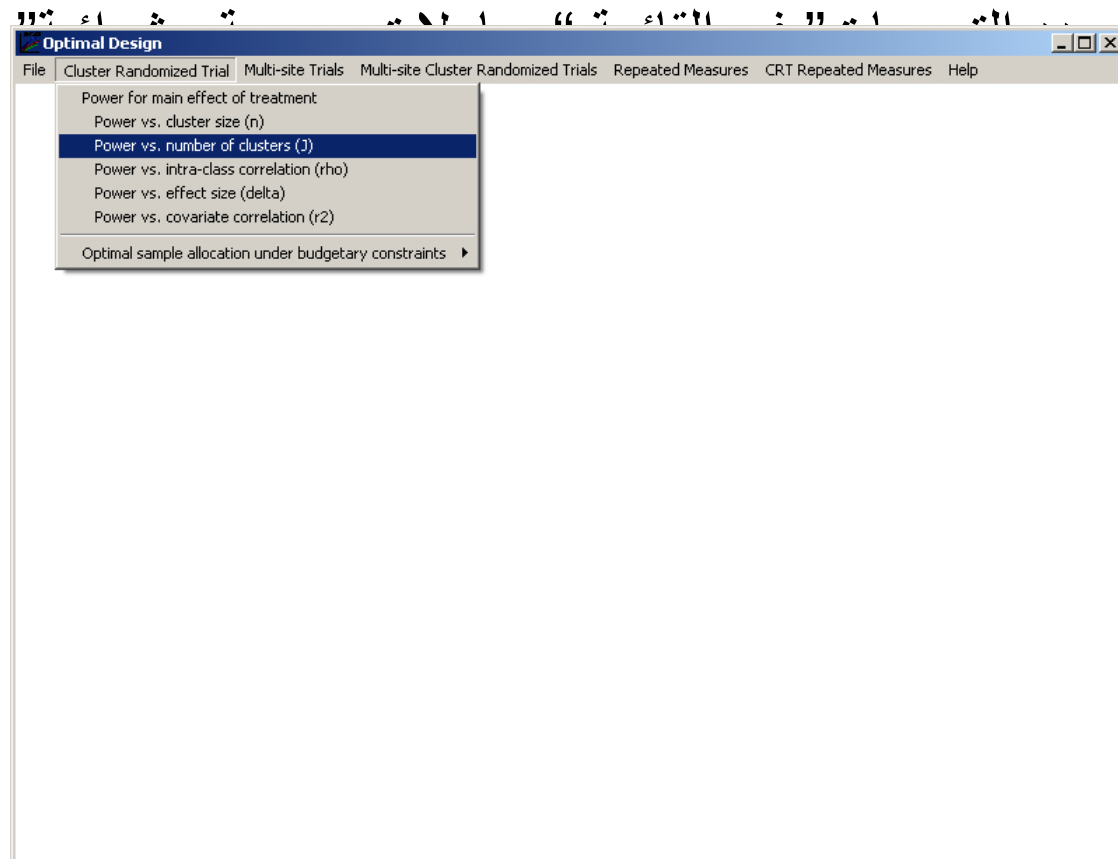 Optimal Design
File Cluster Randomized Trial Multi-site Trials Multi-site Cluster Randomized Trials Repeated Measures CRT Repeated Measures Help
Power for main effect of treatment
Power vs. cluster size (n)
Power vs. number of clusters (J)
Power vs. intra-class correlation (rho)
Power vs. effect size (delta)
Power vs. covariate correlation (r2)
Optimal sample allocation under budgetary constraints